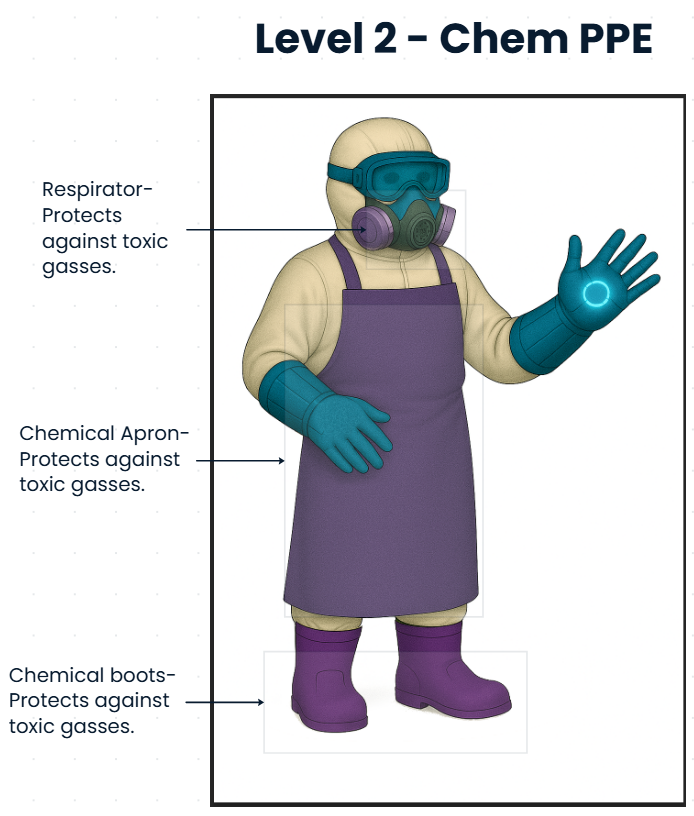 Level 2 - Chem PPE
Respirator-
Protects
against toxic
gasses.
Chemical Apron-
Protects against
toxic gasses.
Chemical boots-
Protects against
toxic gasses.